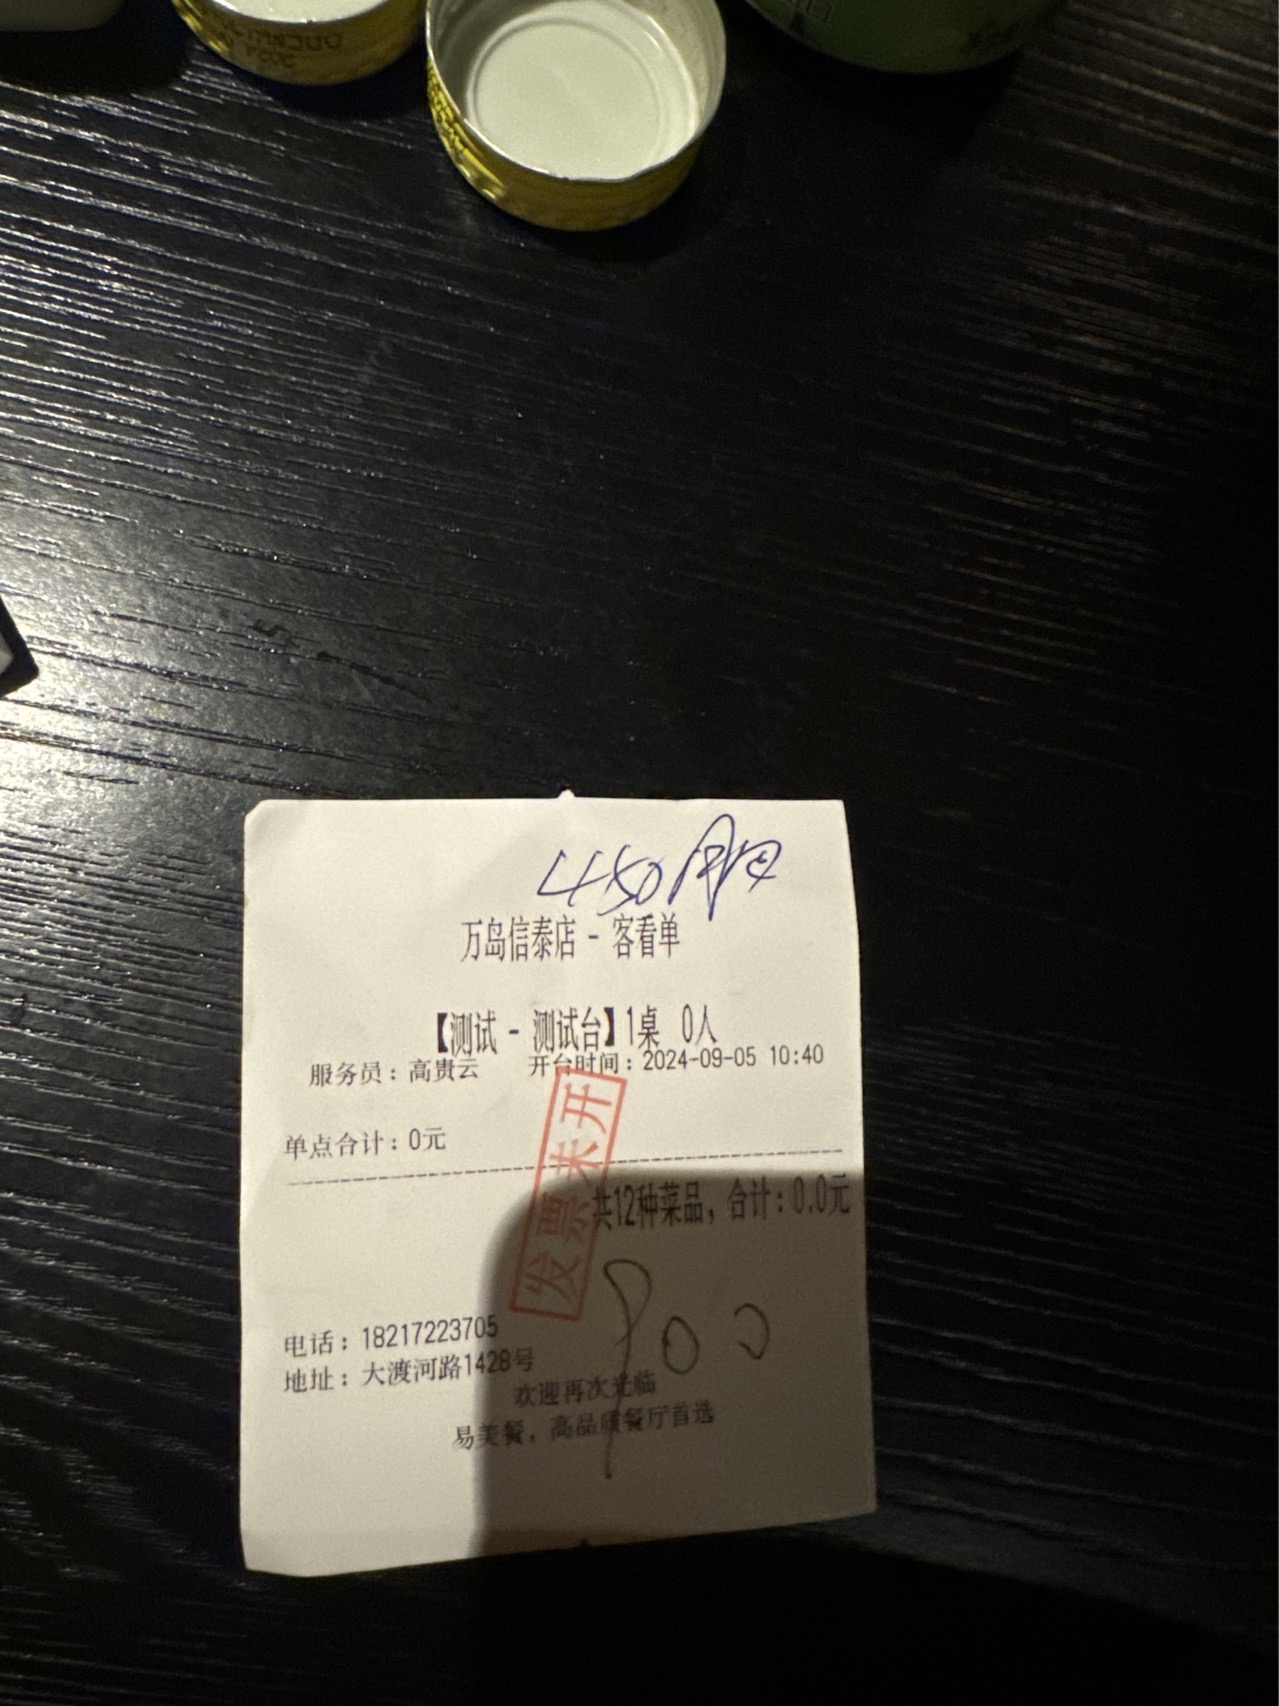 450
万岛信泰店 - 客看单
【测试 - 测试台】1桌 0人
服务员：高贵云 开台时间：2024-09-05 10:40
单点合计：0元
共12种菜品，合计：0.0元
发票未开
900
电话：18217223705
地址：大渡河路1428号
欢迎再次光临
易美餐，高品质餐厅首选